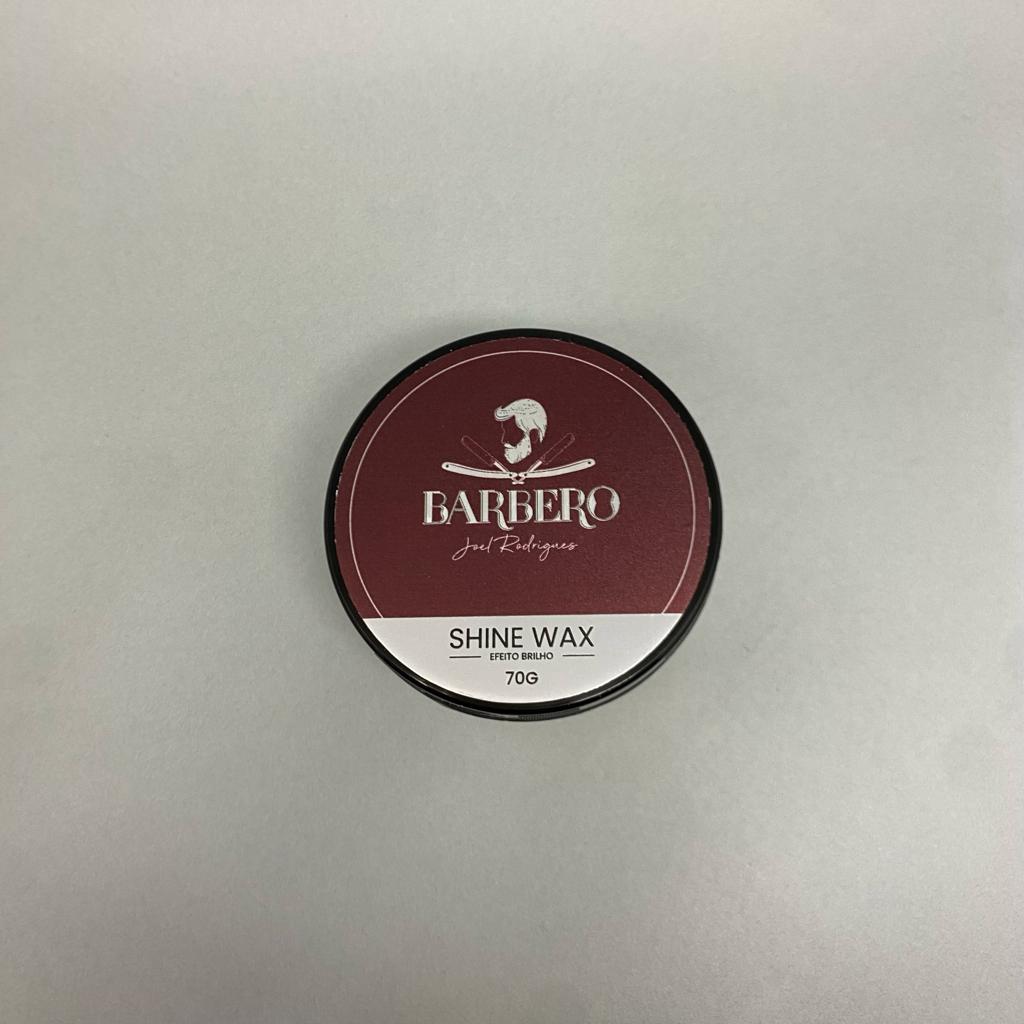 BARBERO
Joel Rodrigues
SHINE WAX
EFEITO BRILHO
70G